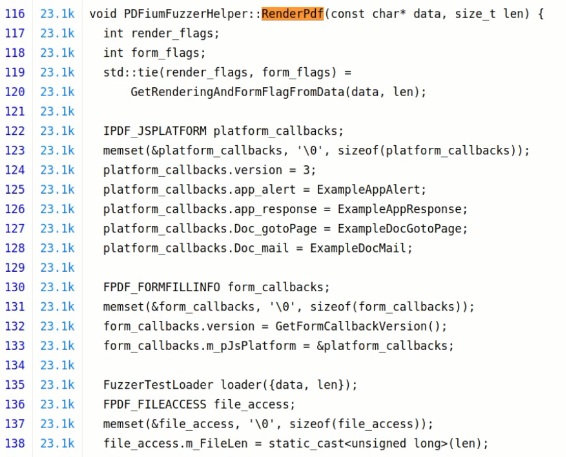 116 23.1k void PDFiumFuzzerHelper::RenderPdf(const char* data, size_t len) {
117 23.1k   int render_flags;
118 23.1k   int form_flags;
119 23.1k   std::tie(render_flags, form_flags) =
120 23.1k       GetRenderingAndFormFlagFromData(data, len);
121 23.1k
122 23.1k   IPDF_JSPLATFORM platform_callbacks;
123 23.1k   memset(&platform_callbacks, '\0', sizeof(platform_callbacks));
124 23.1k   platform_callbacks.version = 3;
125 23.1k   platform_callbacks.app_alert = ExampleAppAlert;
126 23.1k   platform_callbacks.app_response = ExampleAppResponse;
127 23.1k   platform_callbacks.Doc_gotoPage = ExampleDocGotoPage;
128 23.1k   platform_callbacks.Doc_mail = ExampleDocMail;
129 23.1k
130 23.1k   FPDF_FORMFILLINFO form_callbacks;
131 23.1k   memset(&form_callbacks, '\0', sizeof(form_callbacks));
132 23.1k   form_callbacks.version = GetFormCallbackVersion();
133 23.1k   form_callbacks.m_pJsPlatform = &platform_callbacks;
134 23.1k
135 23.1k   FuzzerTestLoader loader({data, len});
136 23.1k   FPDF_FILEACCESS file_access;
137 23.1k   memset(&file_access, '\0', sizeof(file_access));
138 23.1k   file_access.m_FileLen = static_cast<unsigned long>(len);